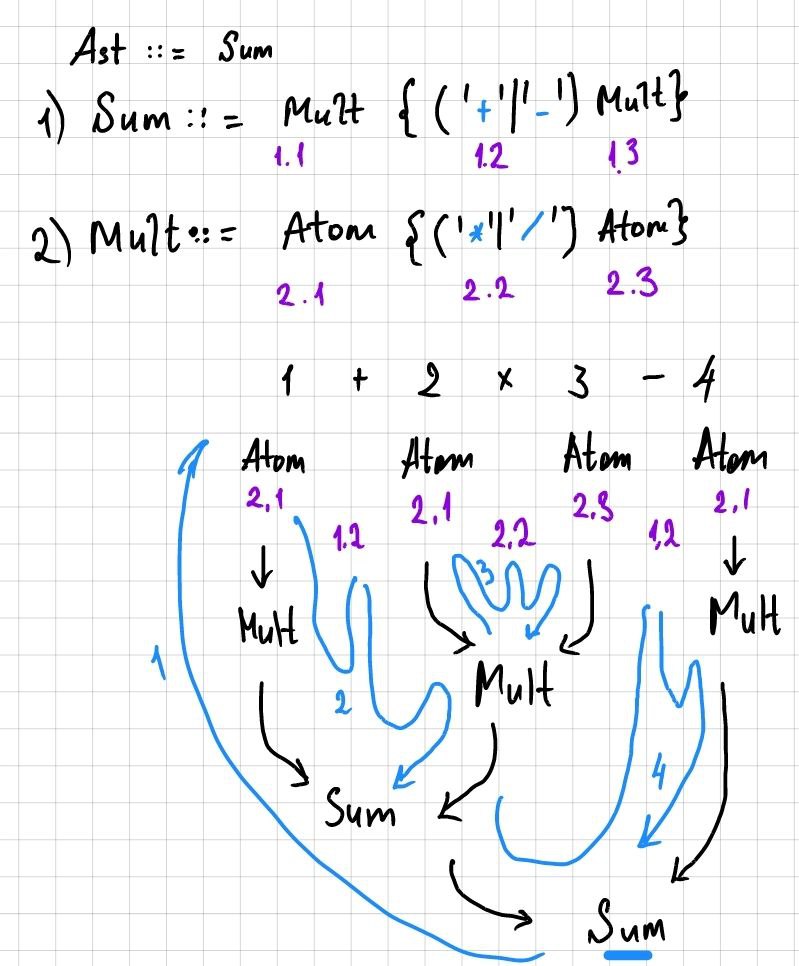 Ast ::= Sum
1) Sum ::= Mult {('+'|'-') Mult}
1.1 1.2 1.3
2) Mult ::= Atom {('*'|'/') Atom}
2.1 2.2 2.3
1 + 2 x 3 - 4
Atom Atom Atom Atom
2,1 2,1 2,3 2,1
1.2 2,2 1,2
3
Mult Mult
1 2 Mult
4
Sum
Sum